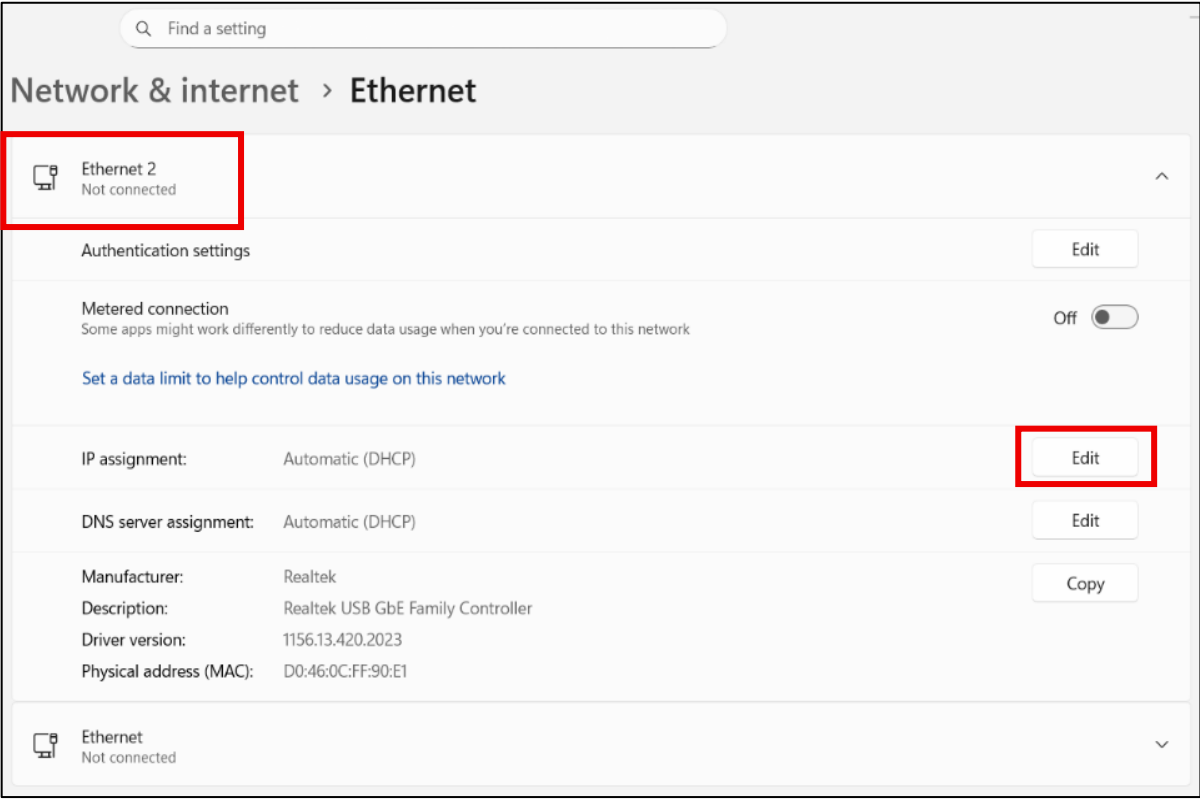 Find a setting
Network & internet > Ethernet
Ethernet 2
Not connected
Authentication settings Edit
Metered connection
Some apps might work differently to reduce data usage when you're connected to this network
Off
Set a data limit to help control data usage on this network
IP assignment: Automatic (DHCP) Edit
DNS server assignment: Automatic (DHCP) Edit
Manufacturer: Realtek Copy
Description: Realtek USB GbE Family Controller
Driver version: 1156.13.420.2023
Physical address (MAC): D0:46:0C:FF:90:E1
Ethernet
Not connected